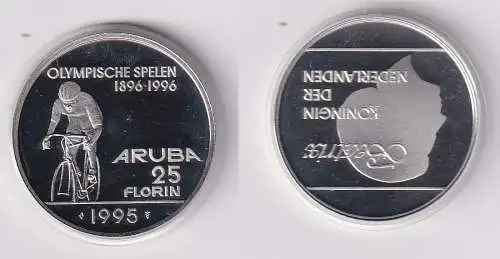 OLYMPISCHE SPELEN
1896-1996
ARUBA
25
FLORIN
1995
Beatrix
KONINGIN
DER
NEDERLANDEN